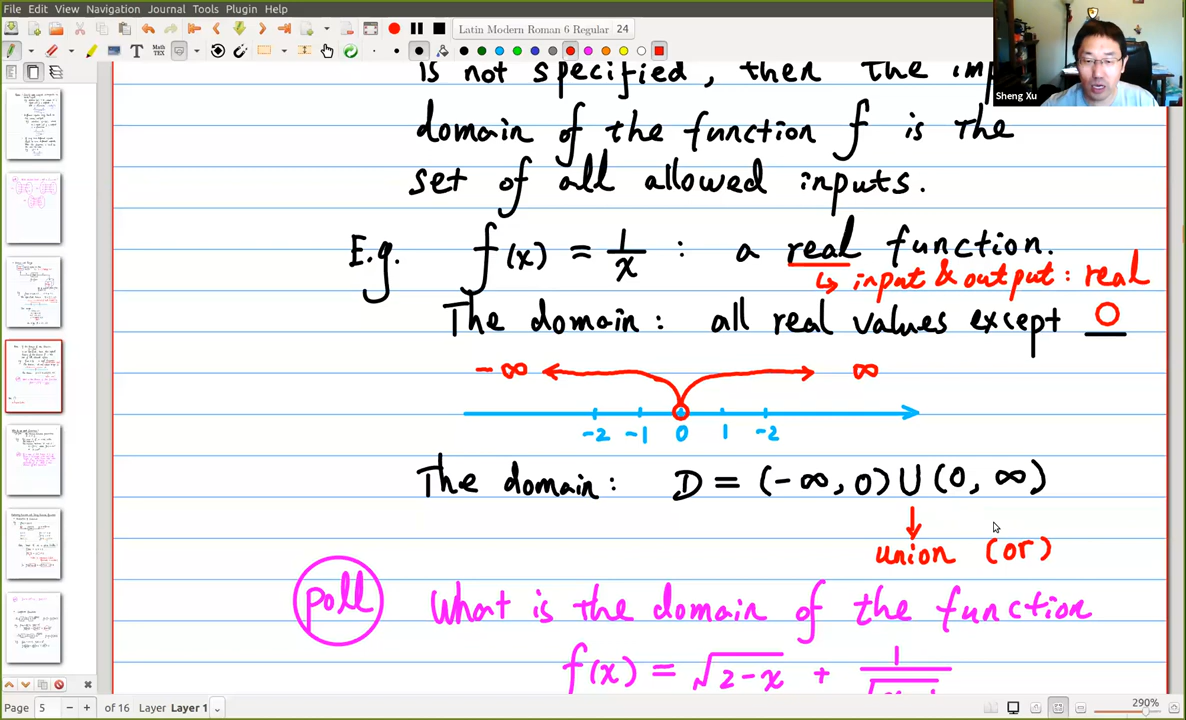 File Edit View Navigation Journal Tools Plugin Help
Latin Modern Roman 6 Regular 24
T MATH TEX
Sheng Xu
is not specified, then the
domain of the function f is the
set of all allowed inputs.
E.g. f(x) = 1/x : a real function.
↳ input & output : real
The domain : all real values except 0
-∞ ∞
-2 -1 0 1 -2
The domain : D = (-∞, 0) ∪ (0, ∞)
↓
union (or)
poll What is the domain of the function
f(x) = √2-x + 1
Page 5 of 16 Layer Layer 1 290%